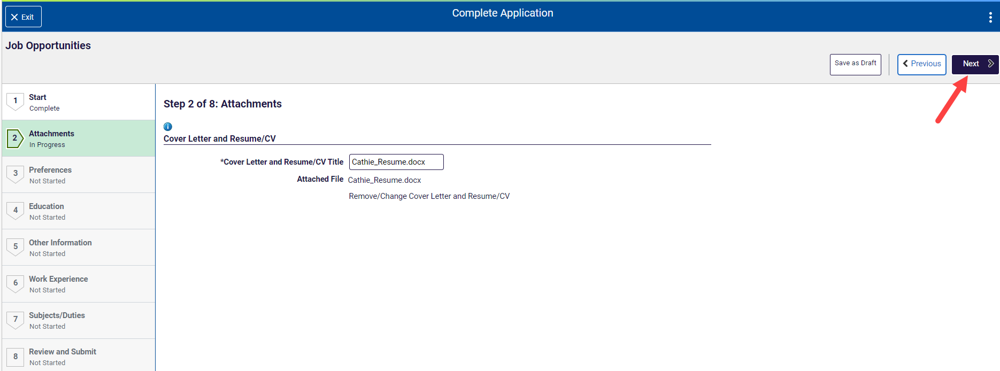 Exit
Complete Application
Job Opportunities
Save as Draft
Previous
Next
1
Start
Complete
2
Attachments
In Progress
3
Preferences
Not Started
4
Education
Not Started
5
Other Information
Not Started
6
Work Experience
Not Started
7
Subjects/Duties
Not Started
8
Review and Submit
Not Started
Step 2 of 8: Attachments
i
Cover Letter and Resume/CV
*Cover Letter and Resume/CV Title Cathie_Resume.docx
Attached File Cathie_Resume.docx
Remove/Change Cover Letter and Resume/CV